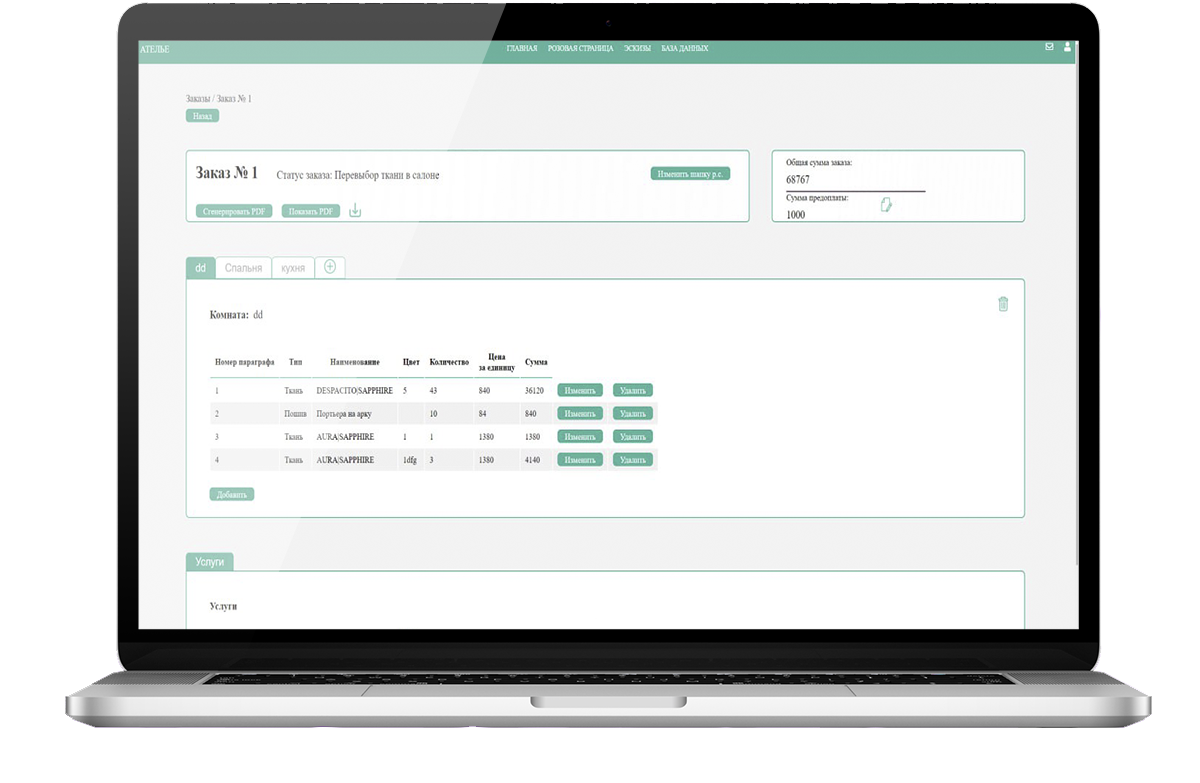 АТЕЛЬЕ ГЛАВНАЯ РОЗОВАЯ СТРАНИЦА ЭСКИЗЫ БАЗА ДАННЫХ
Заказы / Заказ № 1
Назад
Заказ № 1 Статус заказа: Перевыбор ткани в салоне Изменить шапку р.с.
Сгенерировать PDF Показать PDF
Общая сумма заказа:
68767
Сумма предоплаты:
1000
dd Спальня кухня
Комната: dd
Номер параграфа Тип Наименование Цвет Количество Цена за единицу Сумма
1 Ткань DESPACITO|SAPPHIRE 5 43 840 36120 Изменить Удалить
2 Пошив Портьера на арку 10 84 840 Изменить Удалить
3 Ткань AURA|SAPPHIRE 1 1 1380 1380 Изменить Удалить
4 Ткань AURA|SAPPHIRE 1dfg 3 1380 4140 Изменить Удалить
Добавить
Услуги
Услуги